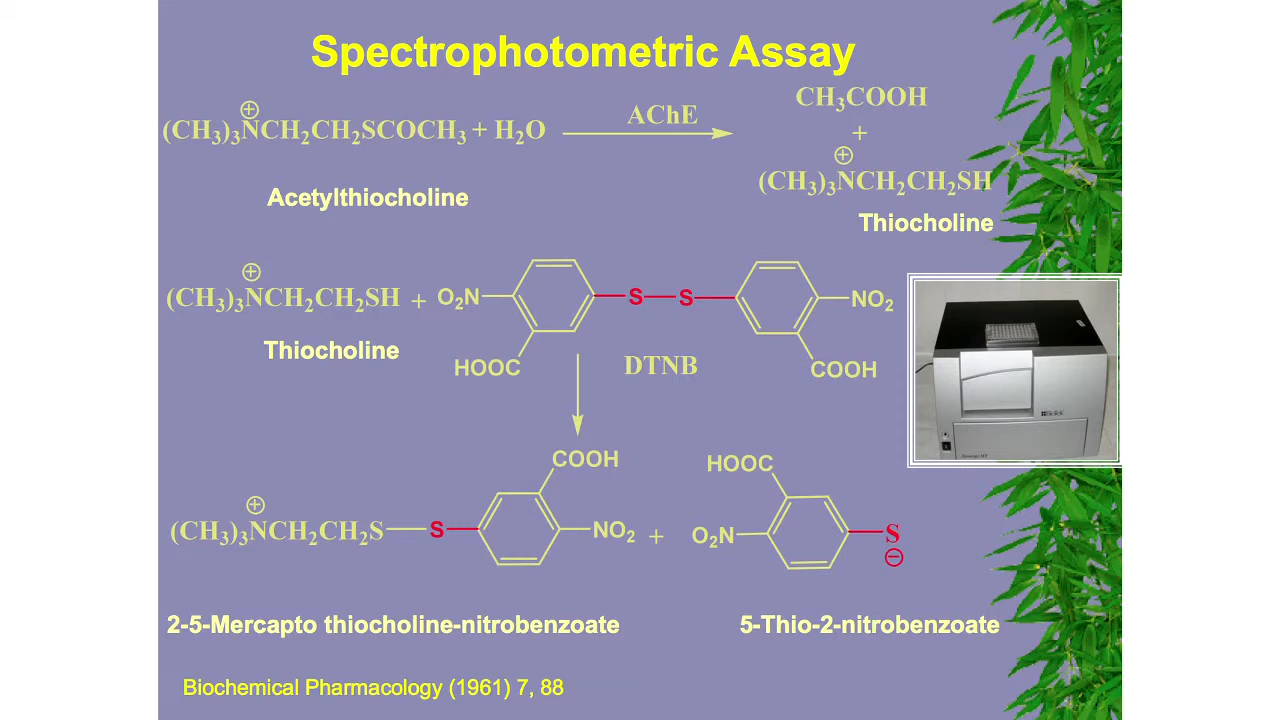 Spectrophotometric Assay
(CH₃)₃N⊕CH₂CH₂SCOCH₃ + H₂O
AChE
CH₃COOH
+
(CH₃)₃N⊕CH₂CH₂SH
Acetylthiocholine
Thiocholine
(CH₃)₃N⊕CH₂CH₂SH + O₂N S S NO₂
HOOC COOH
Thiocholine
DTNB
COOH
HOOC
(CH₃)₃N⊕CH₂CH₂S S NO₂ + O₂N S⊖
2-5-Mercapto thiocholine-nitrobenzoate
5-Thio-2-nitrobenzoate
Biochemical Pharmacology (1961) 7, 88